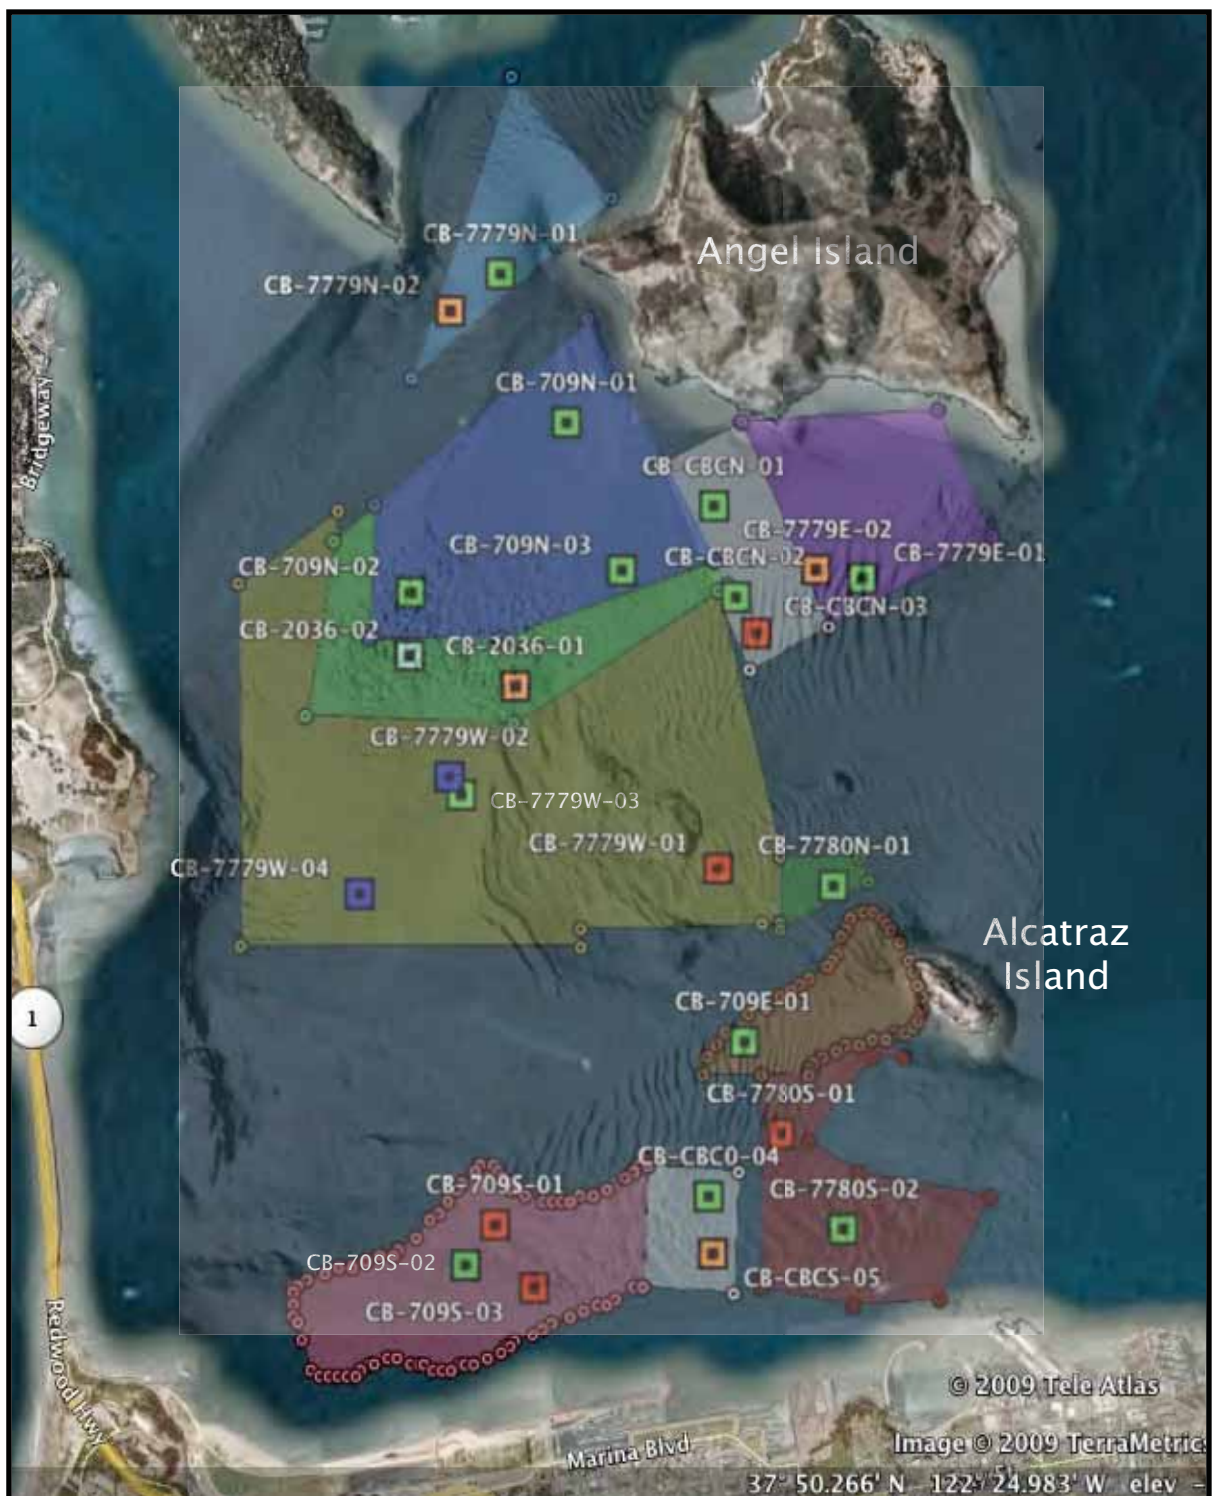 CB-7779N-01
Angel Island
CB-7779N-02
CB-709N-01
Bridgeway
CB-CBCN-01
CB-7779E-02
CB-709N-03
CB-CBCN-02
CB-7779E-01
CB-709N-02
CB-CBCN-03
CB-2036-02
CB-2036-01
CB-7779W-02
CB-7779W-03
CB-7779W-01
CB-7780N-01
CB-7779W-04
Alcatraz
Island
CB-709E-01
1
CB-7780S-01
CB-CBC0-04
CB-709S-01
CB-7780S-02
CB-709S-02
CB-CBCS-05
CB-709S-03
Redwood Hwy
© 2009 Tele Atlas
Marina Blvd
Image © 2009 TerraMetrics
37° 50.266' N 122° 24.983' W elev -